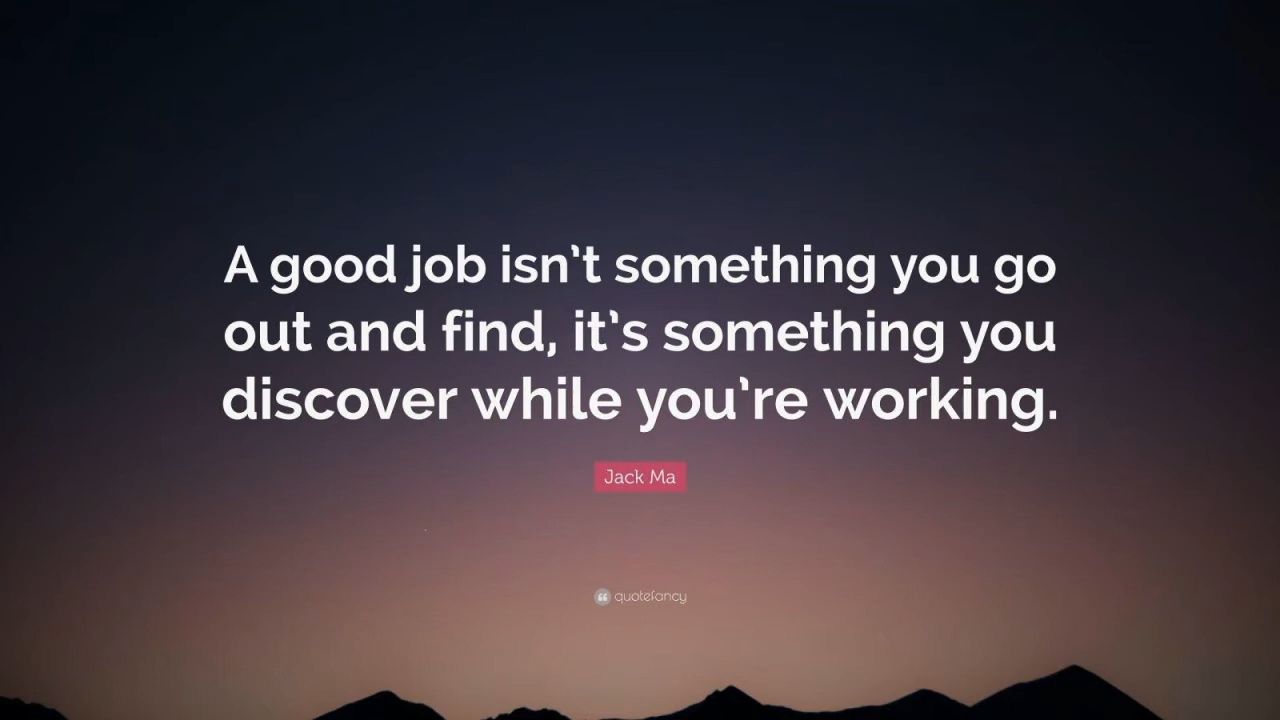 A good job isn’t something you go
out and find, it’s something you
discover while you’re working.
Jack Ma
quotefancy